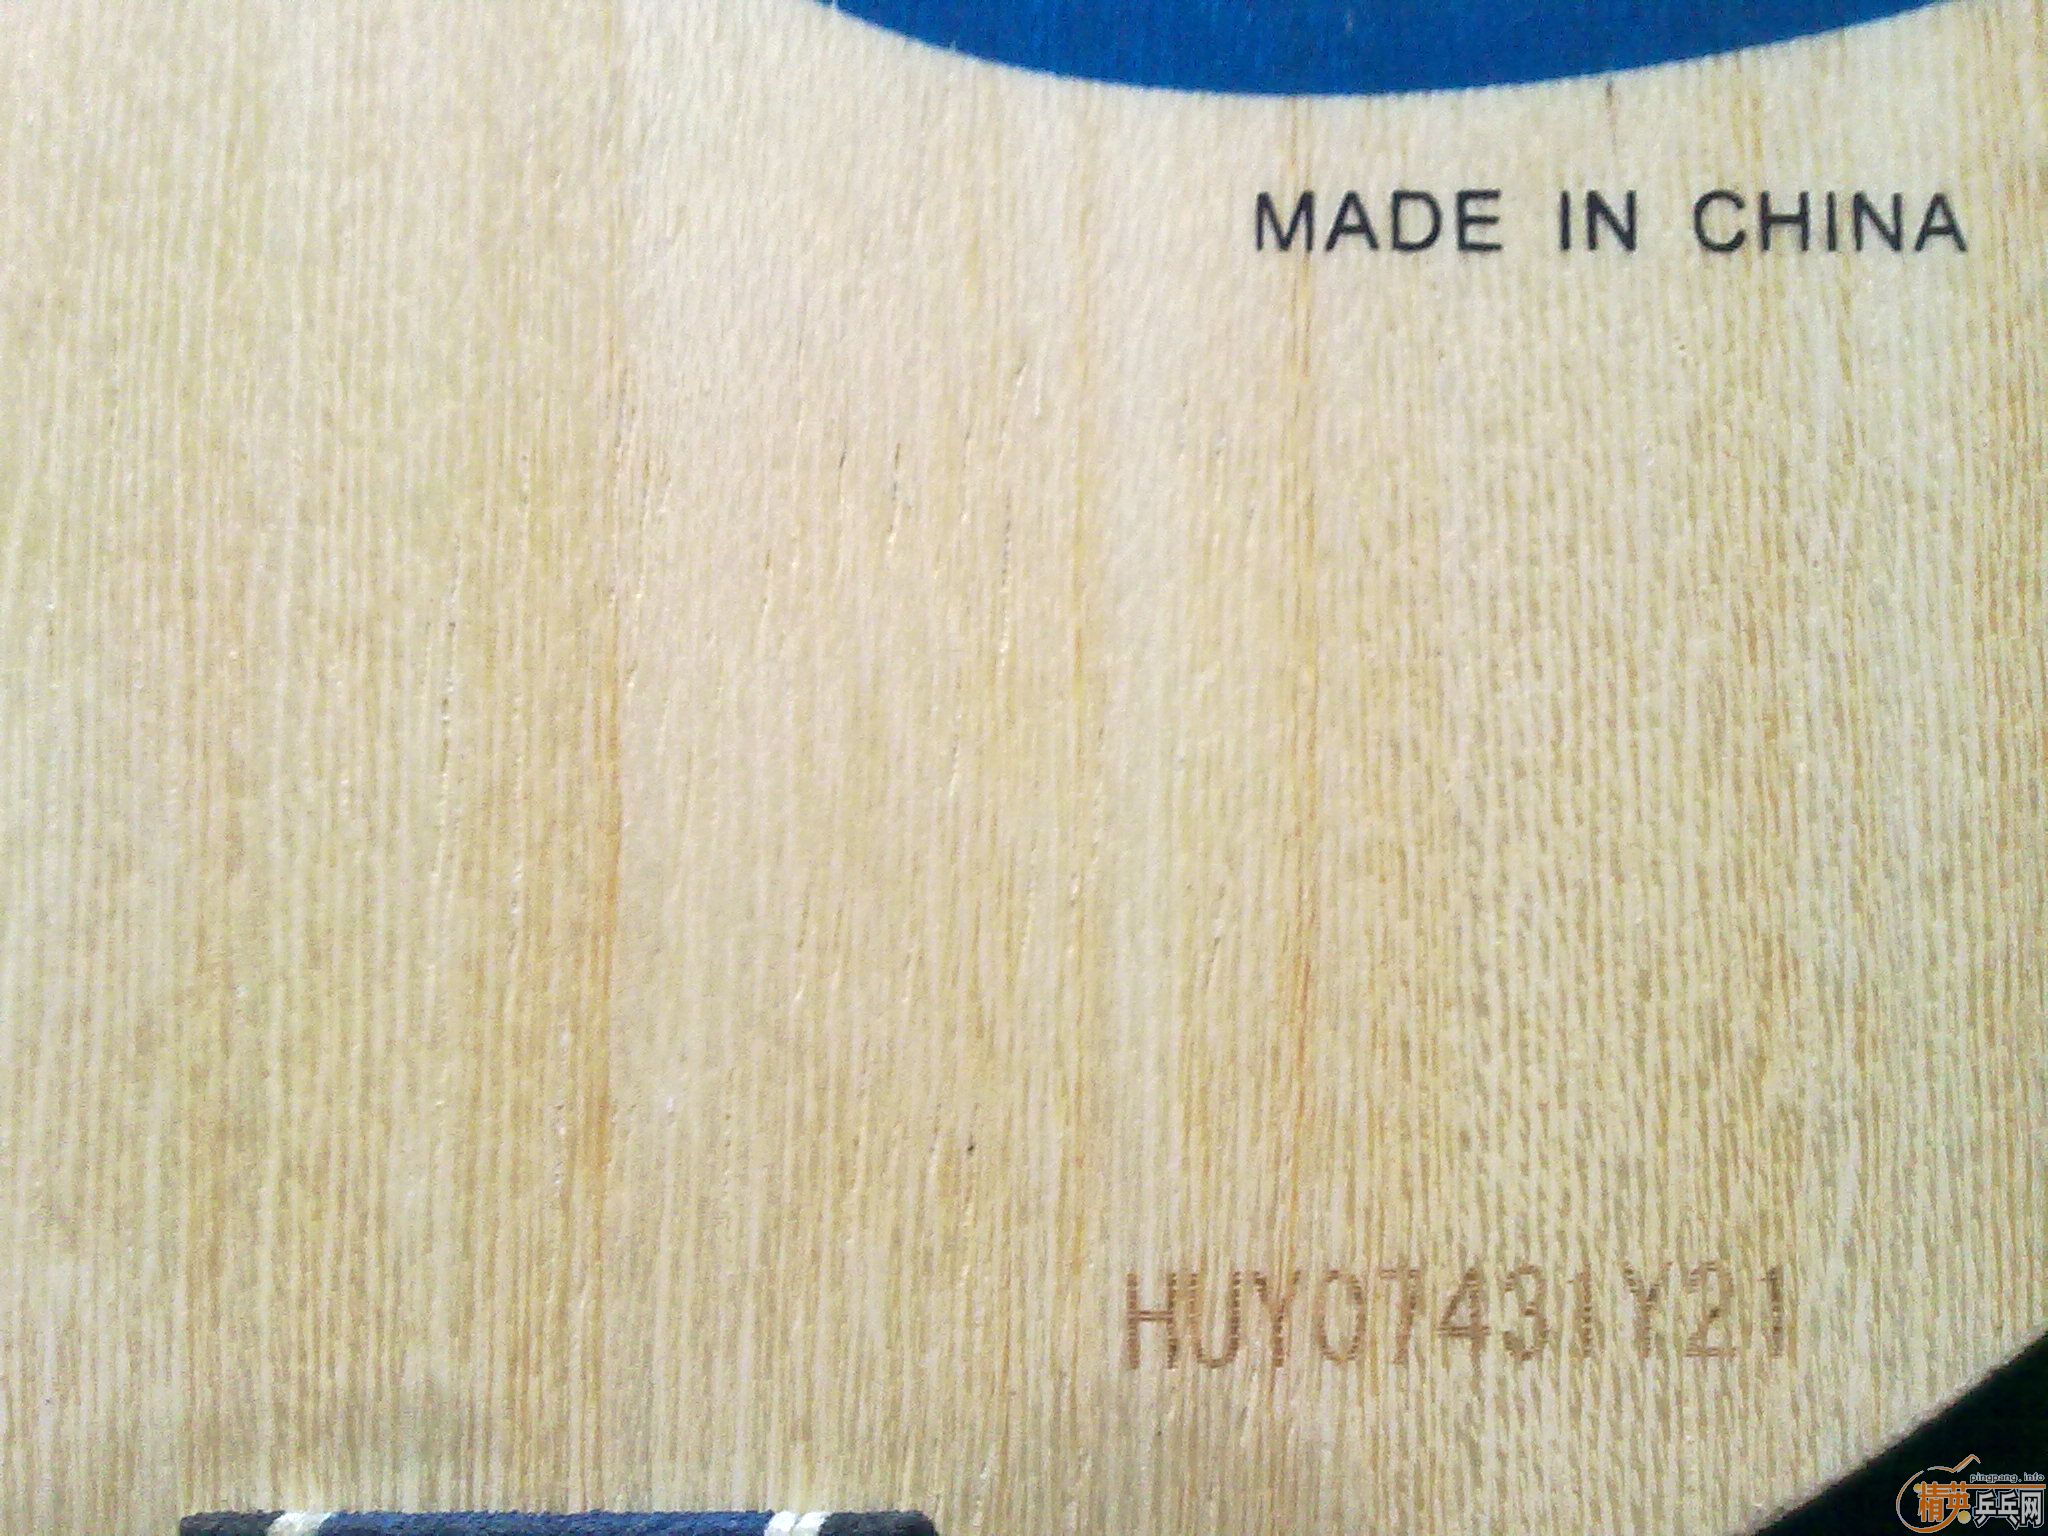 MADE IN CHINA
HUY07431Y21
pingpang.info
精英乒乓网